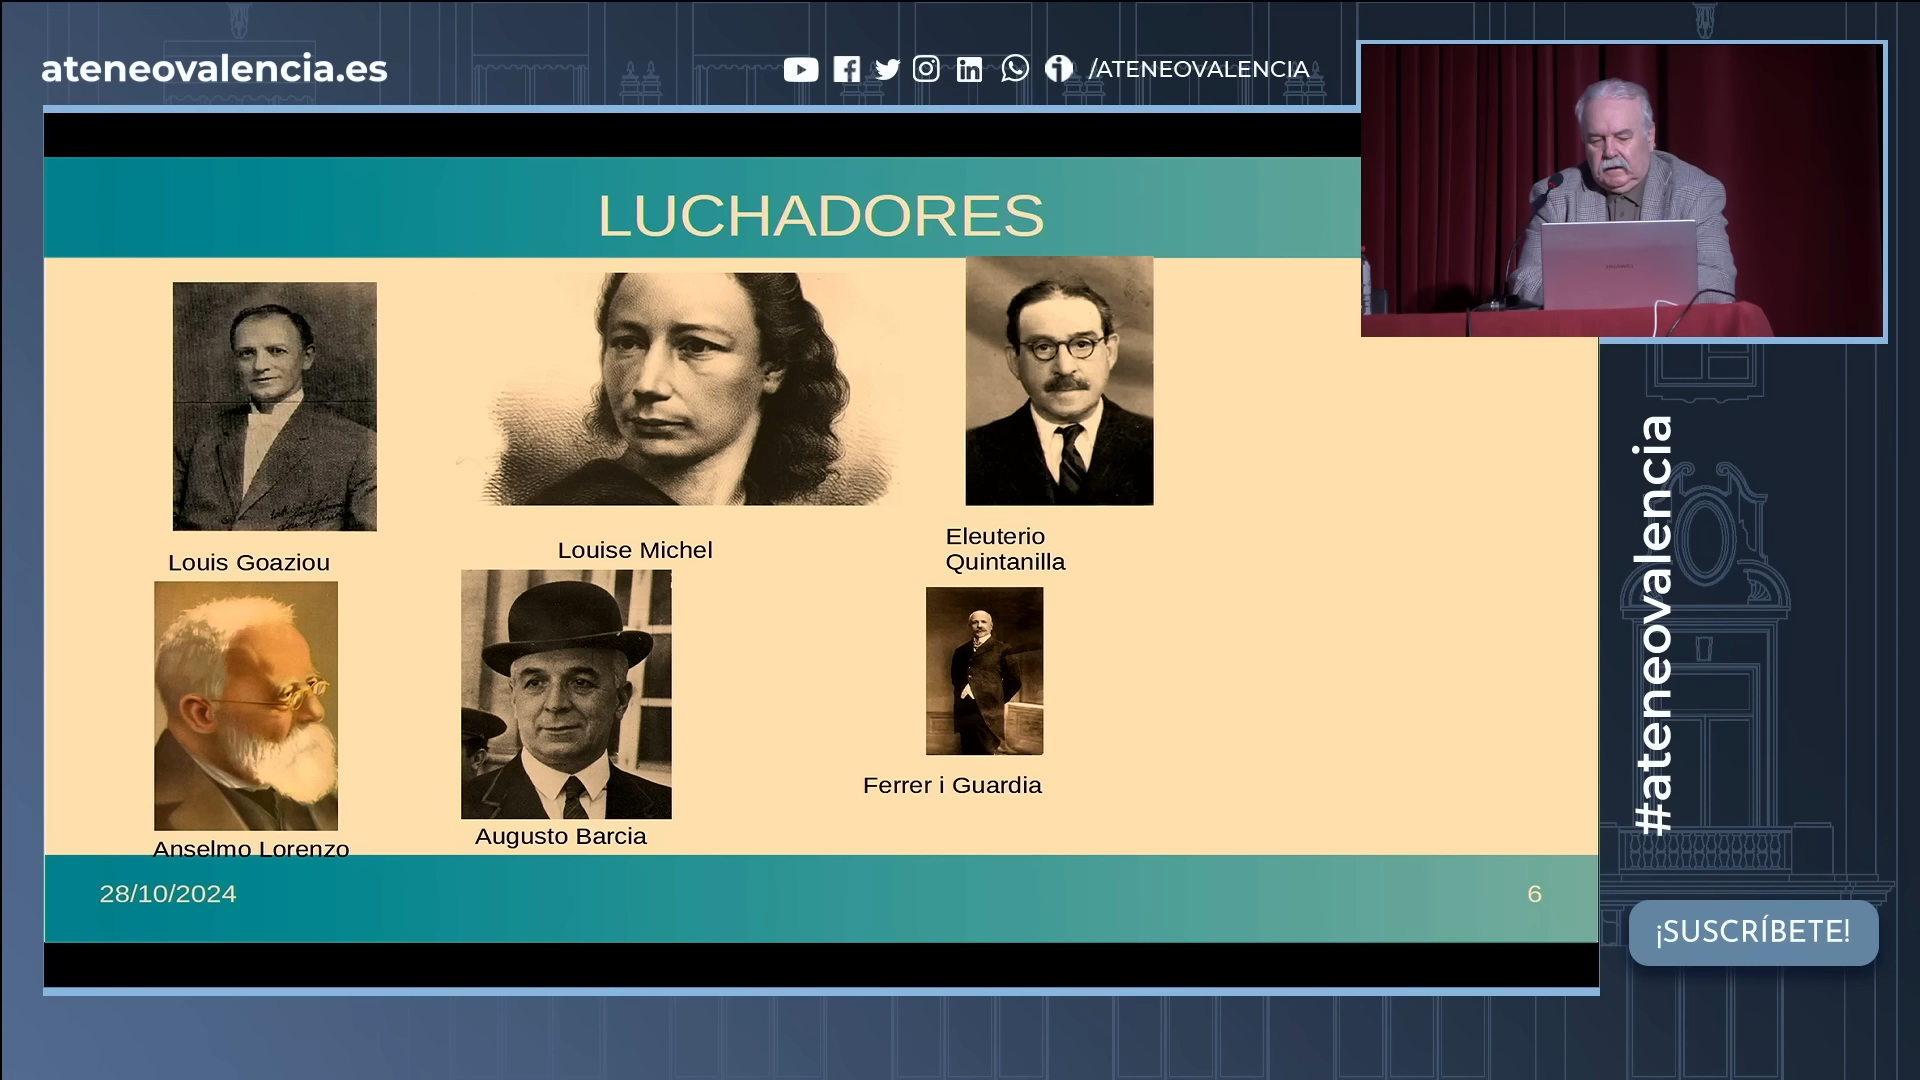 ateneovalencia.es
/ATENEOVALENCIA
LUCHADORES
Louis Goaziou
Louise Michel
Eleuterio
Quintanilla
Anselmo Lorenzo
Augusto Barcia
Ferrer i Guardia
28/10/2024
6
#ateneovalencia
¡SUSCRÍBETE!